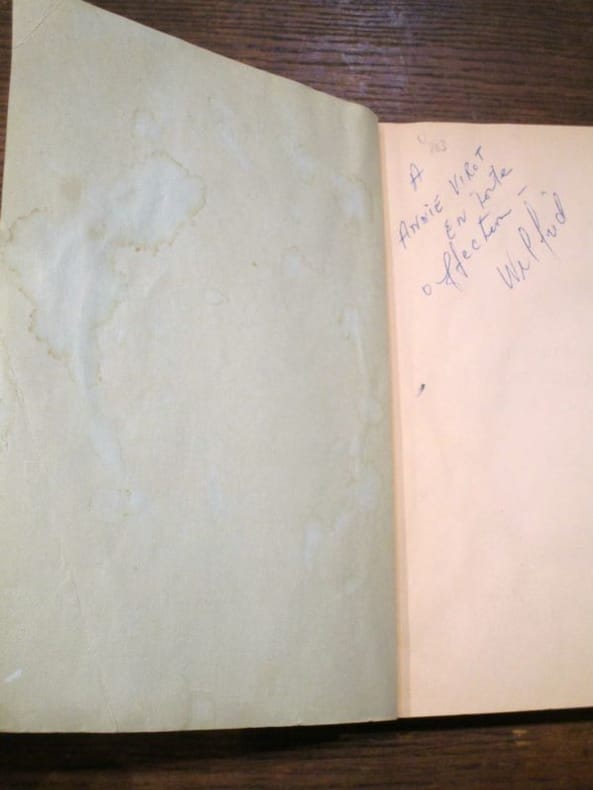 A
ANNIE VIROT
EN toute
affection -
Wilfrid